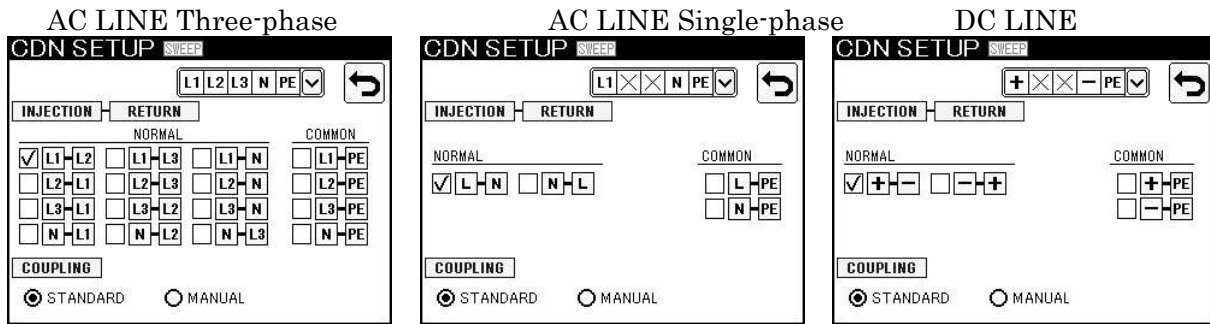 AC LINE Three-phase
CDN SETUP SWEEP
L1 L2 L3 N PE
INJECTION RETURN
NORMAL COMMON
L1 L2 L1 L3 L1 N L1 PE
L2 L1 L2 L3 L2 N L2 PE
L3 L1 L3 L2 L3 N L3 PE
N L1 N L2 N L3 N PE
COUPLING
STANDARD MANUAL
AC LINE Single-phase
CDN SETUP SWEEP
L1 N PE
INJECTION RETURN
NORMAL COMMON
L N N L L PE
N PE
COUPLING
STANDARD MANUAL
DC LINE
CDN SETUP SWEEP
+ − PE
INJECTION RETURN
NORMAL COMMON
+ − − + + PE
− PE
COUPLING
STANDARD MANUAL